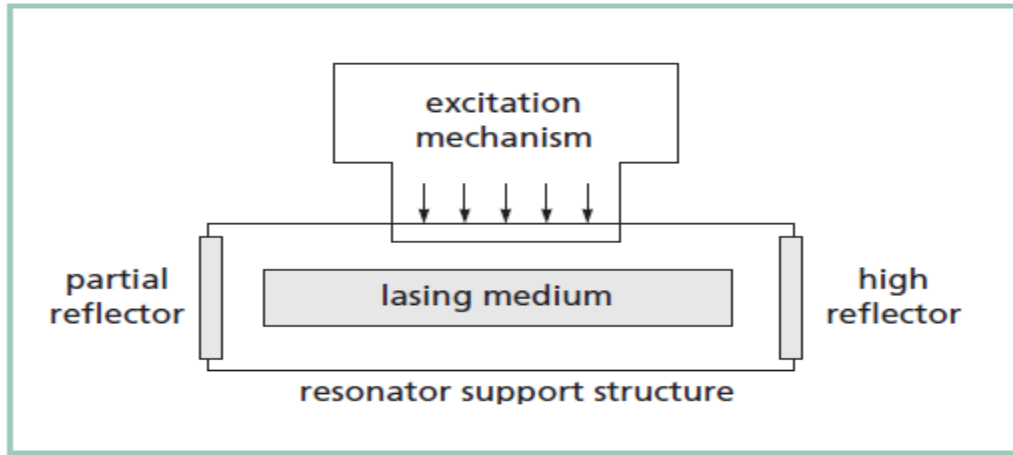 excitation
mechanism
partial
reflector
lasing medium
high
reflector
resonator support structure